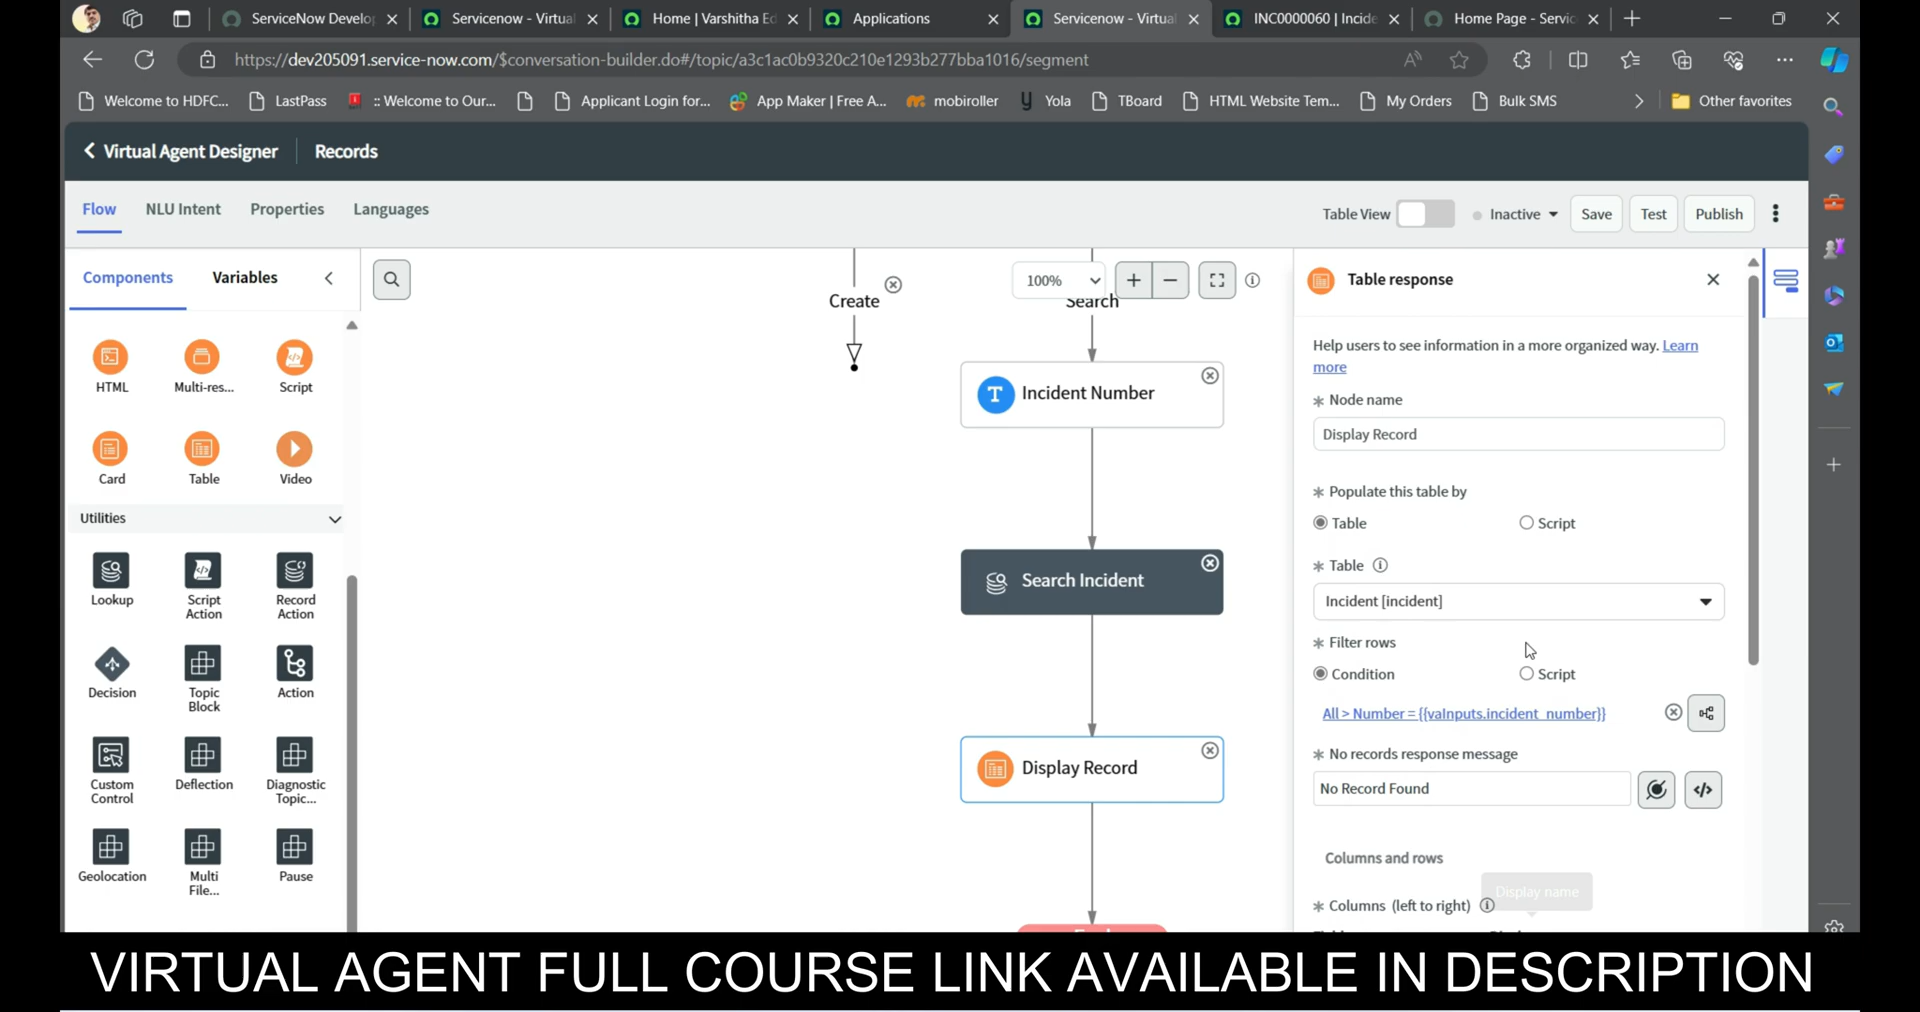 ServiceNow Develop
Servicenow - Virtual
Home | Varshitha Ed
Applications
Servicenow - Virtual
INC0000060 | Incide
Home Page - Servic
https://dev205091.service-now.com/$conversation-builder.do#/topic/a3c1ac0b9320c210e1293b277bba1016/segment
Welcome to HDFC...
LastPass
:: Welcome to Our...
Applicant Login for...
App Maker | Free A...
mobiroller
Yola
TBoard
HTML Website Tem...
My Orders
Bulk SMS
Other favorites
Virtual Agent Designer
Records
Flow
NLU Intent
Properties
Languages
Table View
Inactive
Save
Test
Publish
Components
Variables
HTML
Multi-res...
Script
Card
Table
Video
Utilities
Lookup
Script
Action
Record
Action
Decision
Topic
Block
Action
Custom
Control
Deflection
Diagnostic
Topic...
Geolocation
Multi
File...
Pause
100%
Create
Search
Incident Number
Search Incident
Display Record
Table response
Help users to see information in a more organized way. Learn
more
Node name
Display Record
Populate this table by
Table
Script
Table
Incident [incident]
Filter rows
Condition
Script
All > Number = {{vaInputs.incident_number}}
No records response message
No Record Found
Columns and rows
Display name
Columns (left to right)
VIRTUAL AGENT FULL COURSE LINK AVAILABLE IN DESCRIPTION